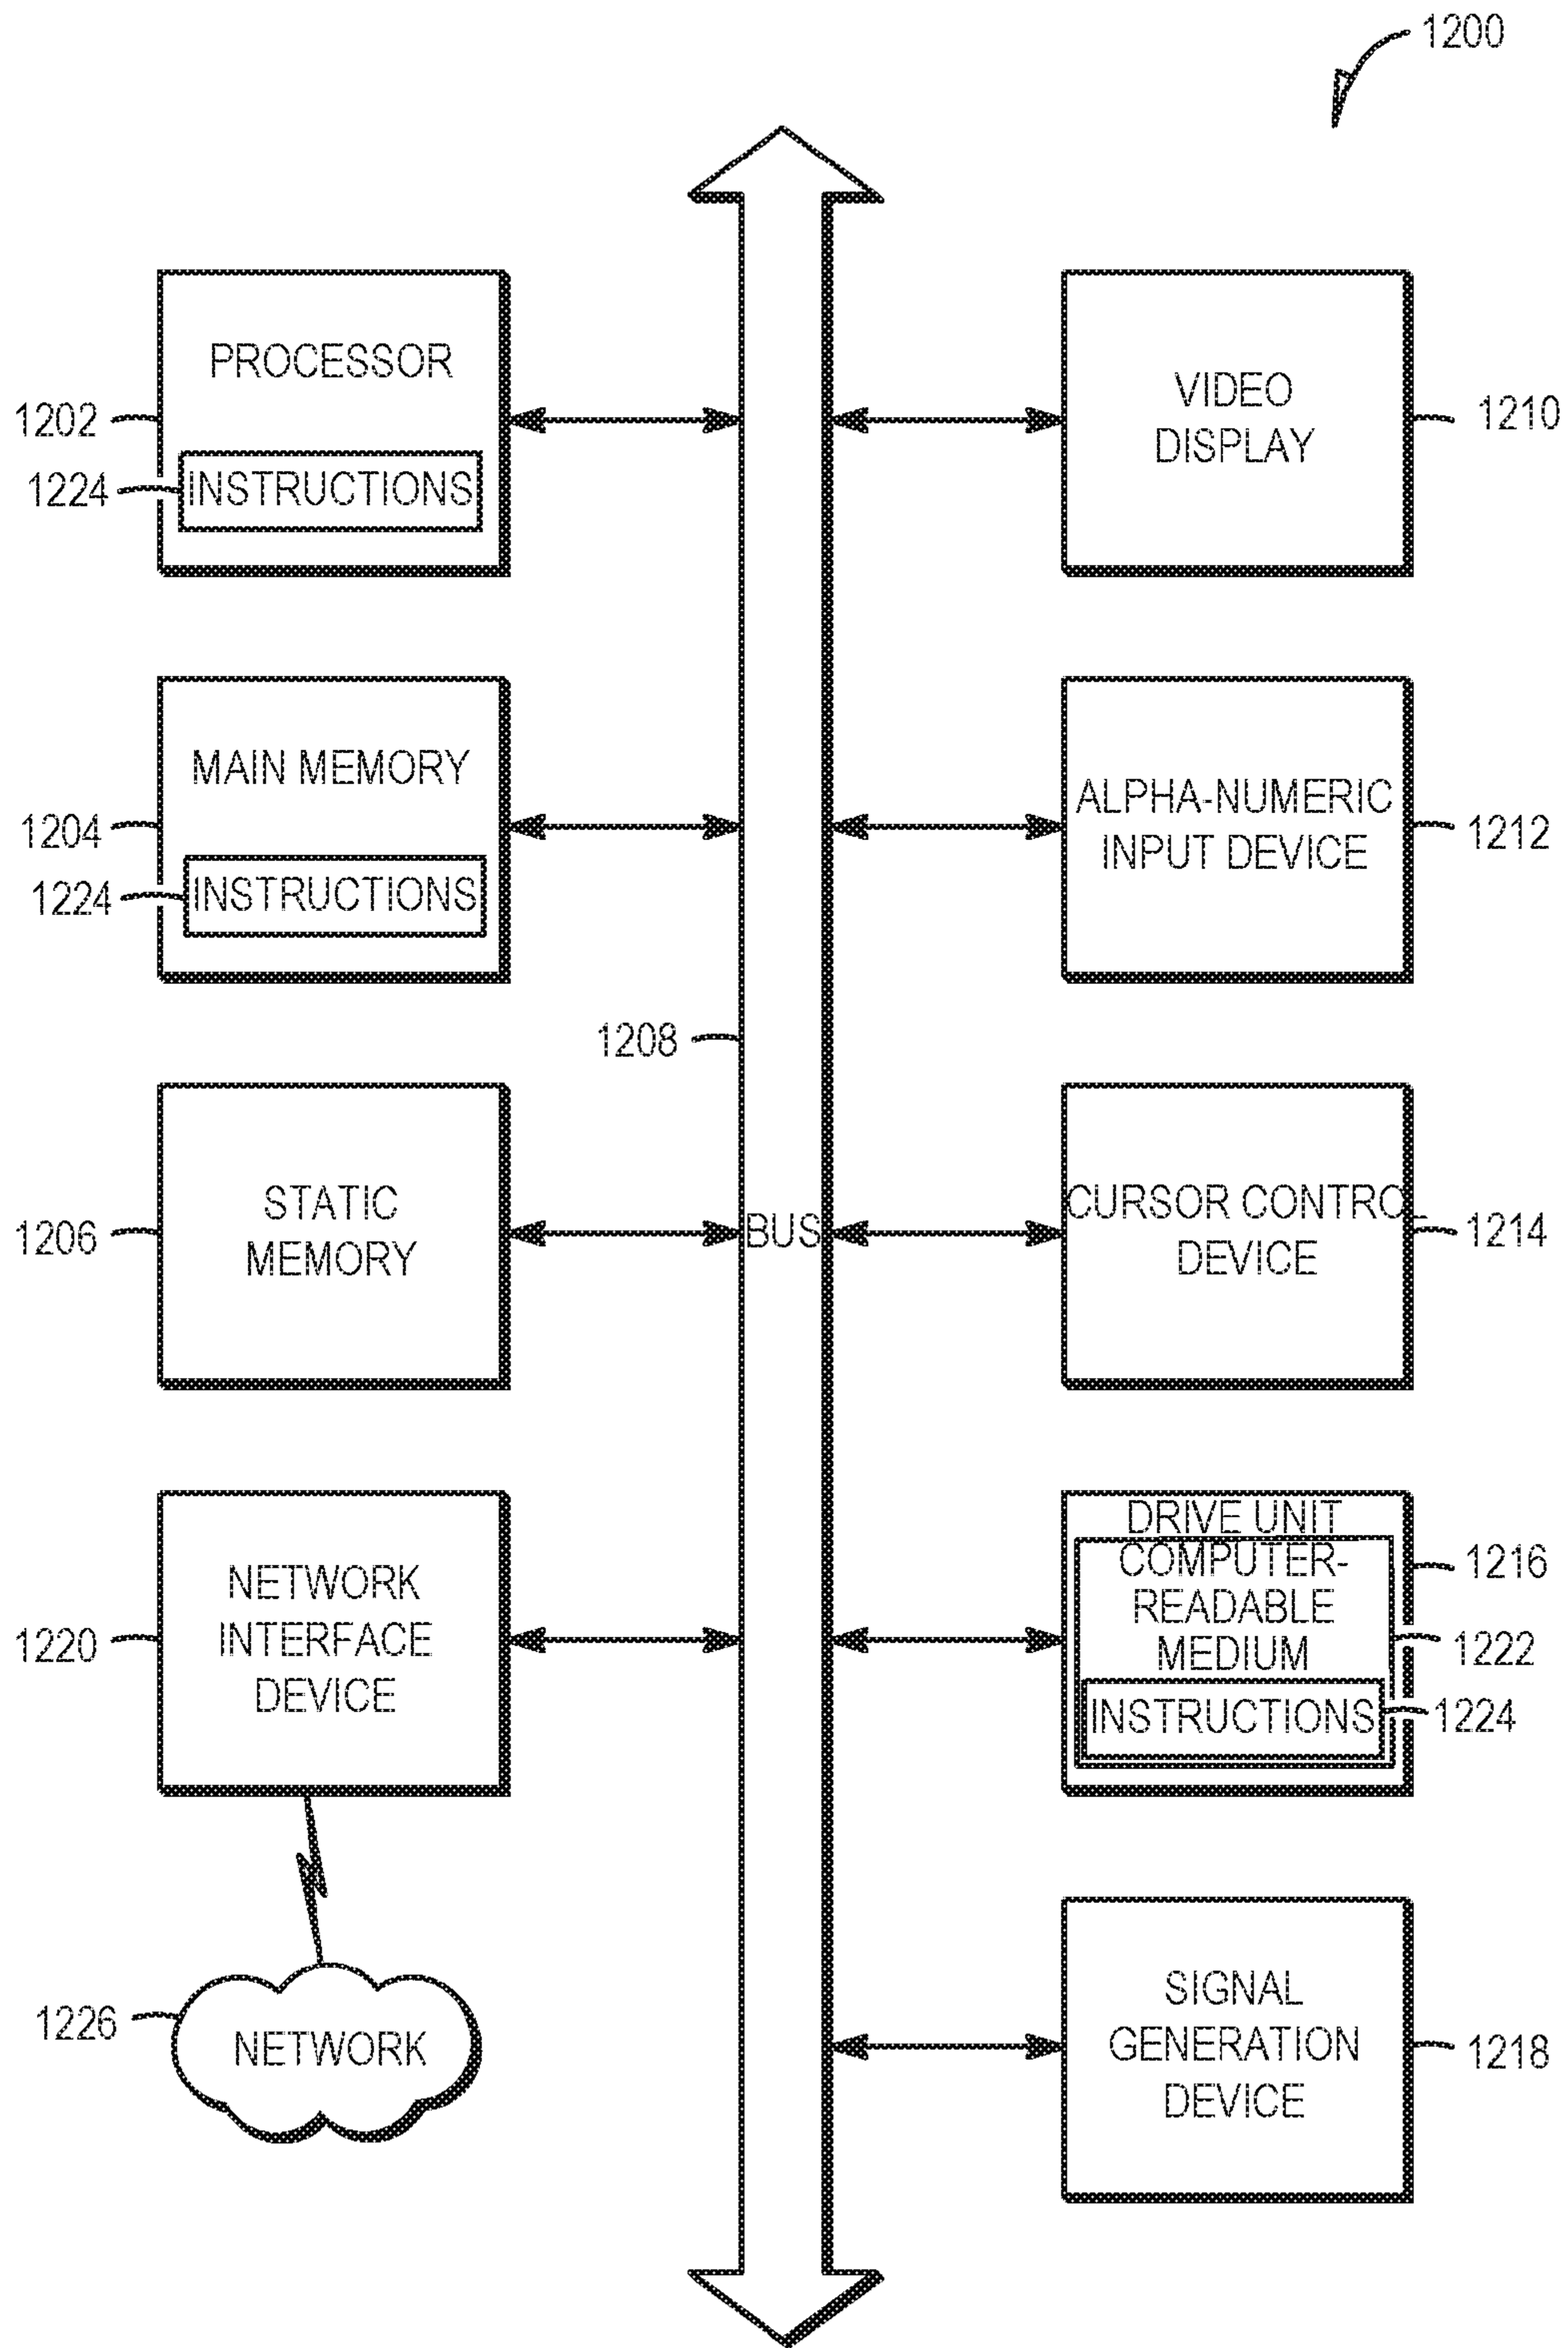 1200
PROCESSOR
1202
1224
INSTRUCTIONS
MAIN MEMORY
1204
1224
INSTRUCTIONS
1208
STATIC
MEMORY
1206
NETWORK
INTERFACE
DEVICE
1220
1226
NETWORK
BUS
VIDEO
DISPLAY
1210
ALPHA-NUMERIC
INPUT DEVICE
1212
CURSOR CONTROL
DEVICE
1214
DRIVE UNIT
1216
COMPUTER-
READABLE
MEDIUM
1222
INSTRUCTIONS
1224
SIGNAL
GENERATION
DEVICE
1218